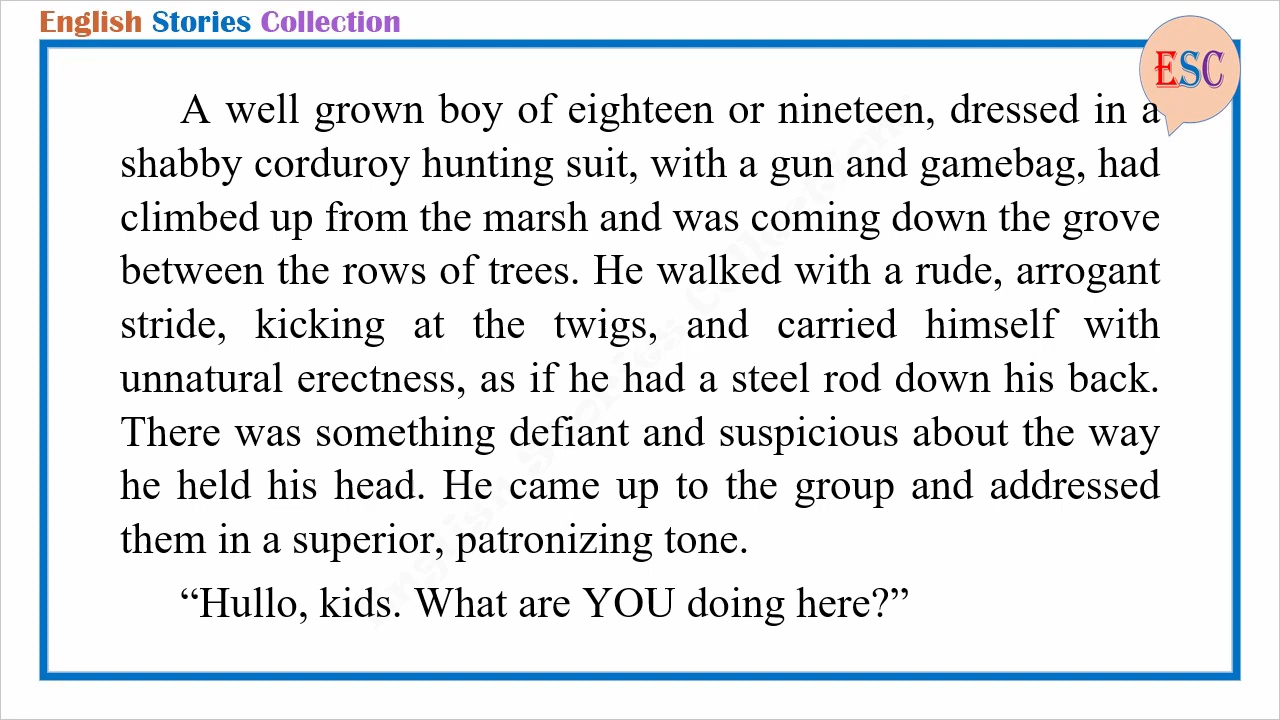 English Stories Collection
ESC
A well grown boy of eighteen or nineteen, dressed in a
shabby corduroy hunting suit, with a gun and gamebag, had
climbed up from the marsh and was coming down the grove
between the rows of trees. He walked with a rude, arrogant
stride, kicking at the twigs, and carried himself with
unnatural erectness, as if he had a steel rod down his back.
There was something defiant and suspicious about the way
he held his head. He came up to the group and addressed
them in a superior, patronizing tone.
“Hullo, kids. What are YOU doing here?”
English Stories Collection